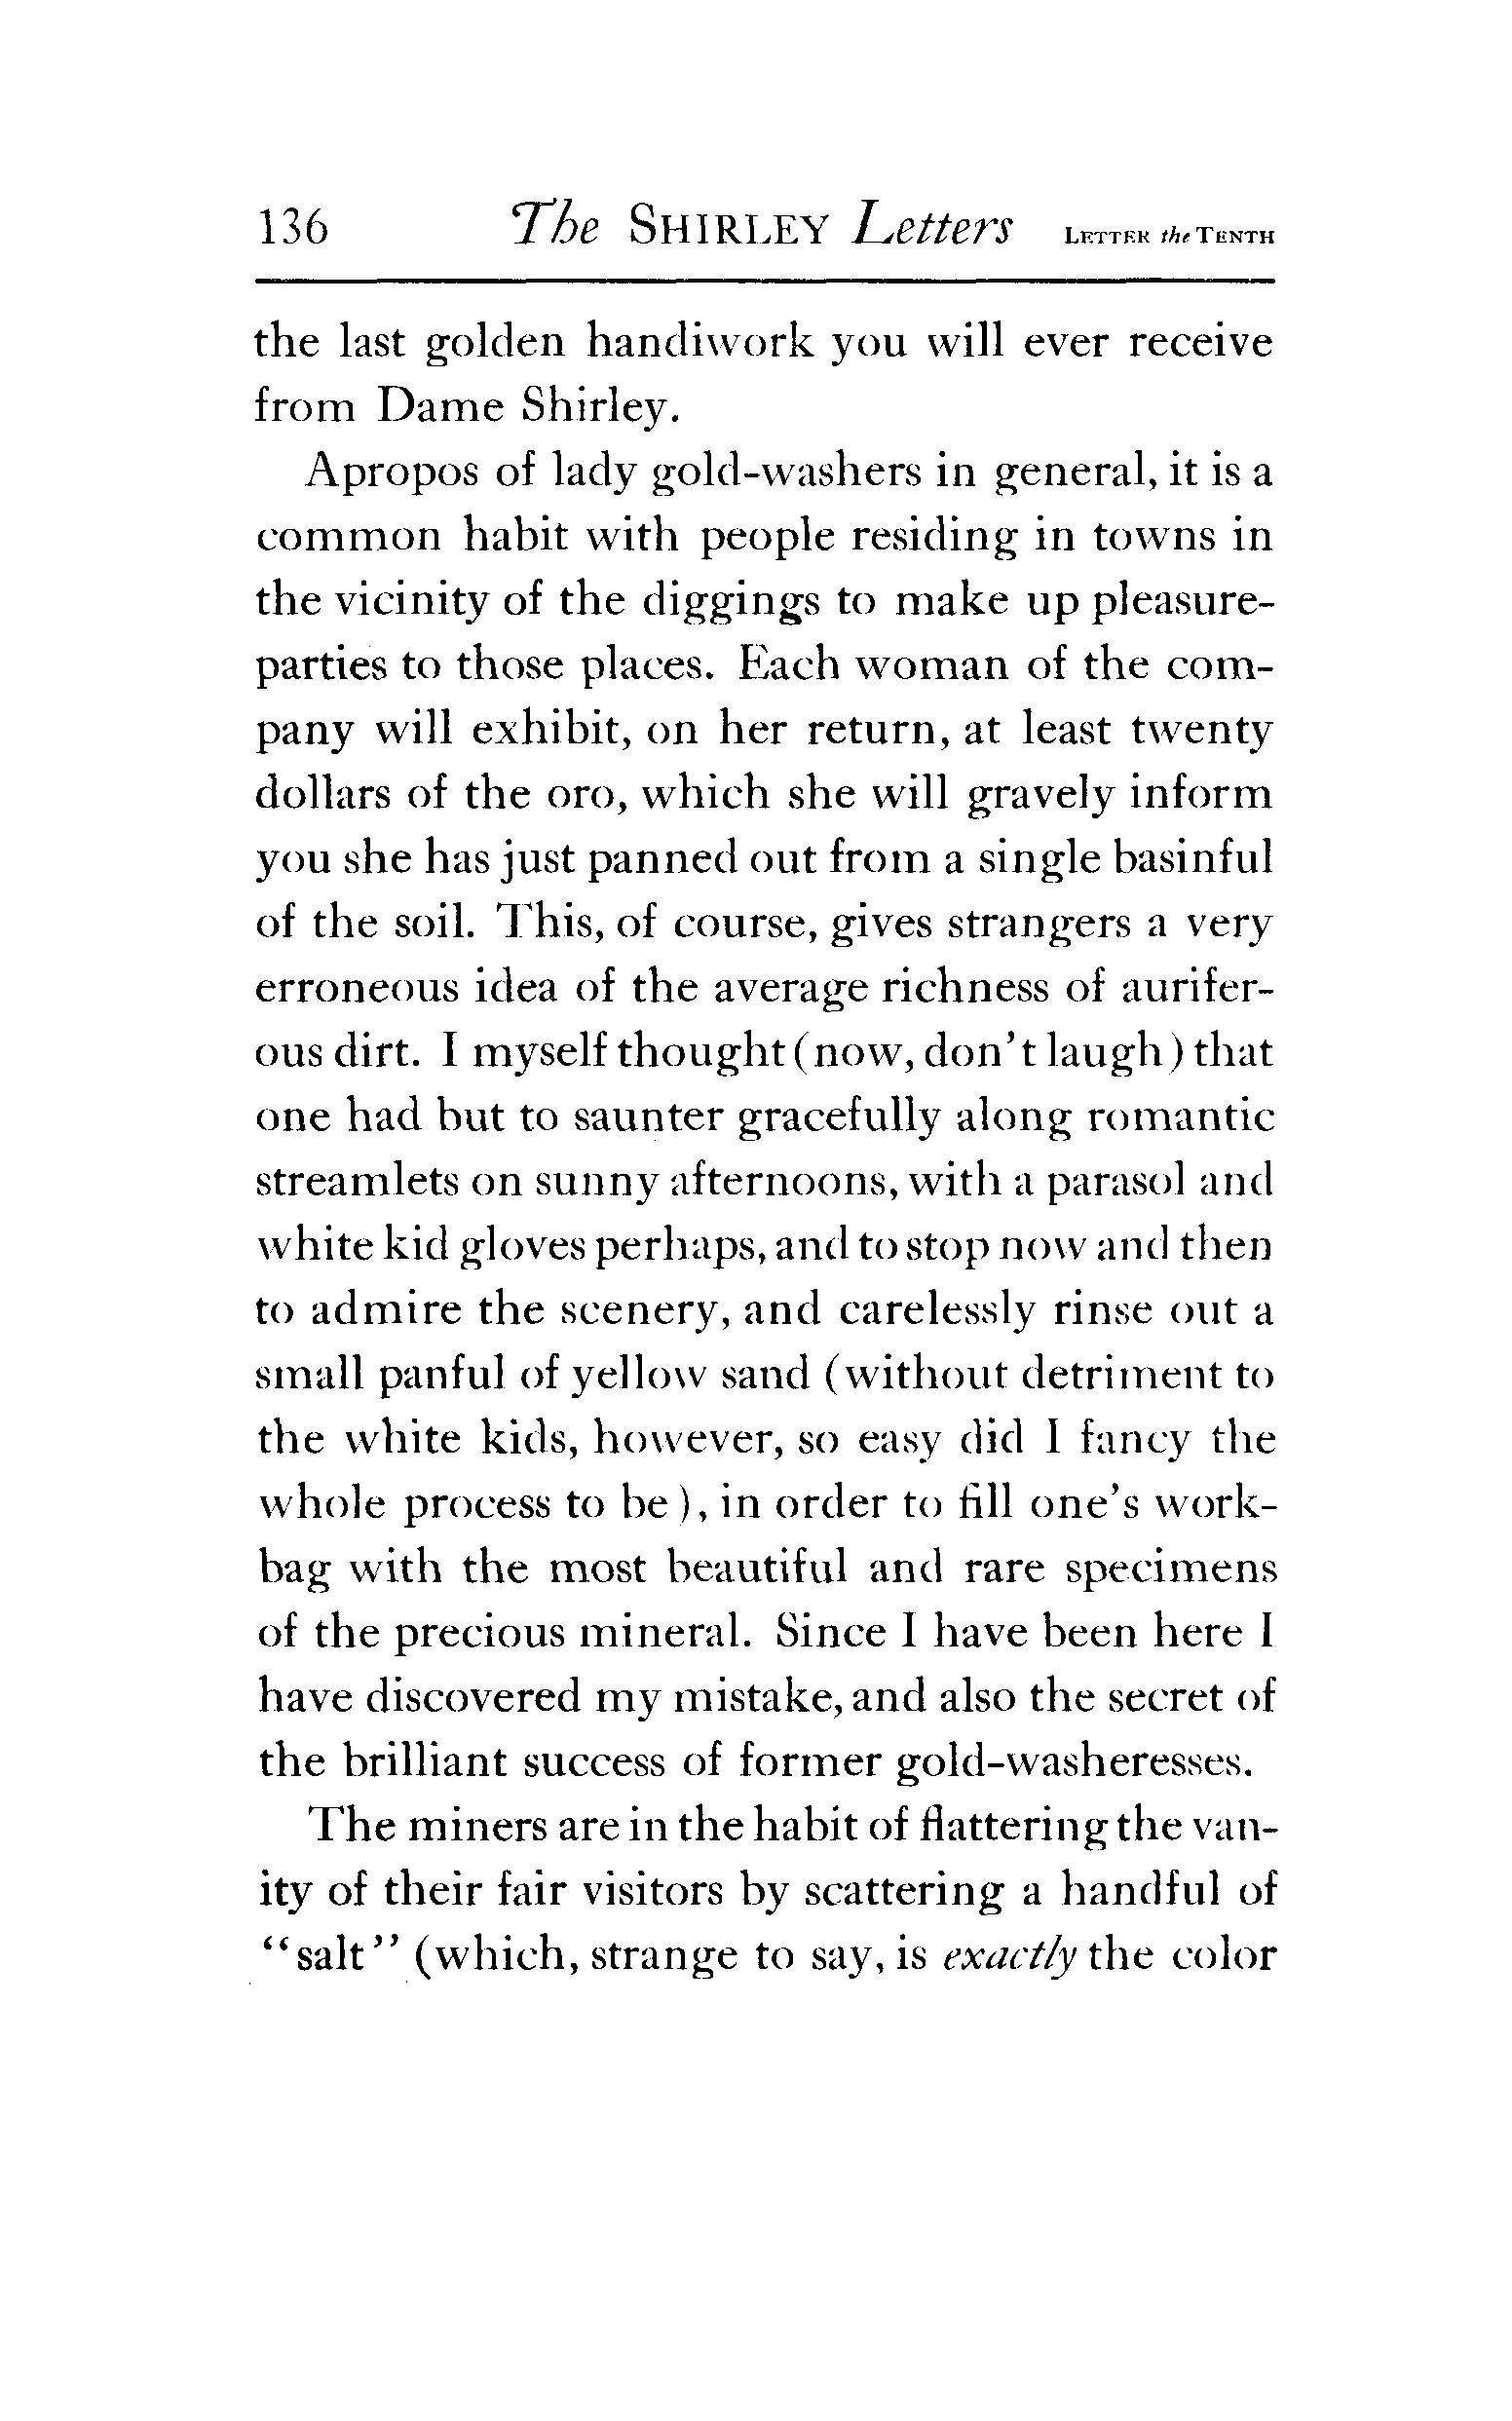 136 The SHIRLEY Letters LETTER the TENTH
the last golden handiwork you will ever receive
from Dame Shirley.
Apropos of lady gold-washers in general, it is a
common habit with people residing in towns in
the vicinity of the diggings to make up pleasure-
parties to those places. Each woman of the com-
pany will exhibit, on her return, at least twenty
dollars of the oro, which she will gravely inform
you she has just panned out from a single basinful
of the soil. This, of course, gives strangers a very
erroneous idea of the average richness of aurifer-
ous dirt. I myself thought (now, don't laugh) that
one had but to saunter gracefully along romantic
streamlets on sunny afternoons, with a parasol and
white kid gloves perhaps, and to stop now and then
to admire the scenery, and carelessly rinse out a
small panful of yellow sand (without detriment to
the white kids, however, so easy did I fancy the
whole process to be), in order to fill one's work-
bag with the most beautiful and rare specimens
of the precious mineral. Since I have been here I
have discovered my mistake, and also the secret of
the brilliant success of former gold-washeresses.
The miners are in the habit of flattering the van-
ity of their fair visitors by scattering a handful of
"salt" (which, strange to say, is exactly the color